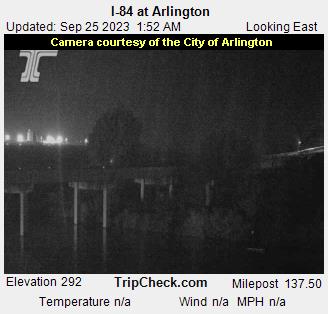 I-84 at Arlington
Updated: Sep 25 2023 1:52 AM Looking East
Camera courtesy of the City of Arlington
Elevation 292 TripCheck.com Milepost 137.50
Temperature n/a Wind n/a MPH n/a